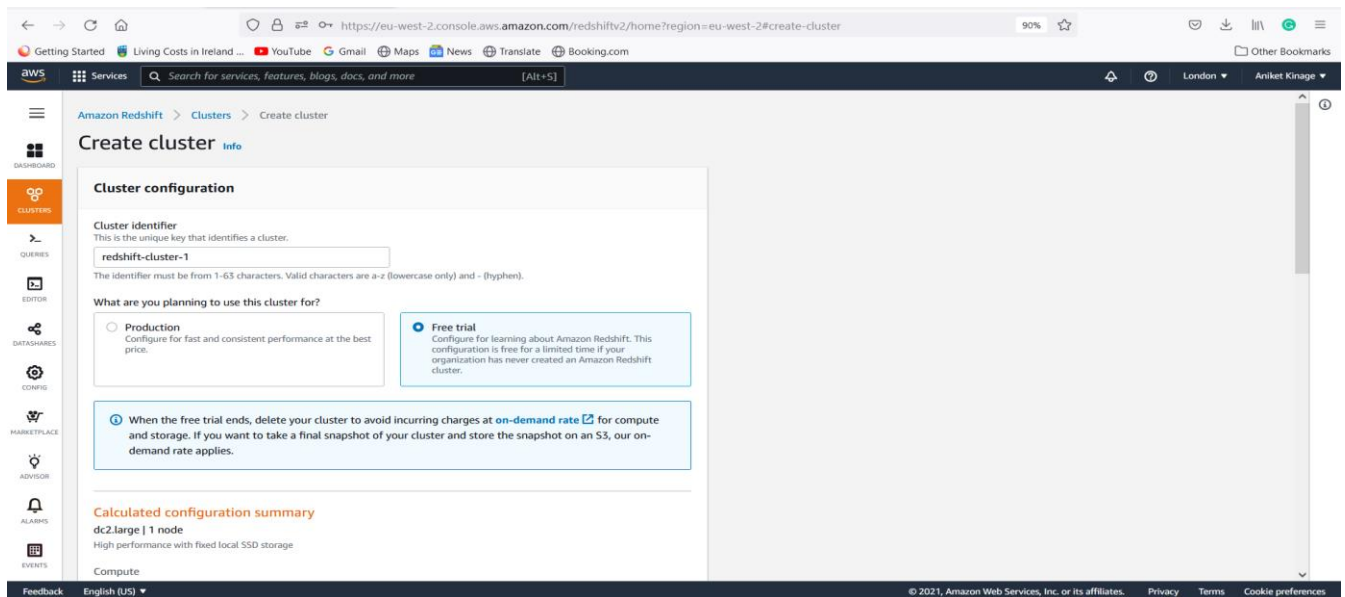 https://eu-west-2.console.aws.amazon.com/redshiftv2/home?region=eu-west-2#create-cluster
90%
Getting Started
Living Costs in Ireland ...
YouTube
Gmail
Maps
News
Translate
Booking.com
Other Bookmarks
aws
Services
Search for services, features, blogs, docs, and more
[Alt+S]
London
Aniket Kinage
DASHBOARD
CLUSTERS
QUERIES
EDITOR
DATASHARES
CONFIG
MARKETPLACE
ADVISOR
ALARMS
EVENTS
Amazon Redshift > Clusters > Create cluster
Create cluster Info
Cluster configuration
Cluster identifier
This is the unique key that identifies a cluster.
redshift-cluster-1
The identifier must be from 1-63 characters. Valid characters are a-z (lowercase only) and - (hyphen).
What are you planning to use this cluster for?
Production
Configure for fast and consistent performance at the best
price.
Free trial
Configure for learning about Amazon Redshift. This
configuration is free for a limited time if your
organization has never created an Amazon Redshift
cluster.
When the free trial ends, delete your cluster to avoid incurring charges at on-demand rate for compute
and storage. If you want to take a final snapshot of your cluster and store the snapshot on an S3, our on-
demand rate applies.
Calculated configuration summary
dc2.large | 1 node
High performance with fixed local SSD storage
Compute
Feedback
English (US)
© 2021, Amazon Web Services, Inc. or its affiliates.
Privacy
Terms
Cookie preferences